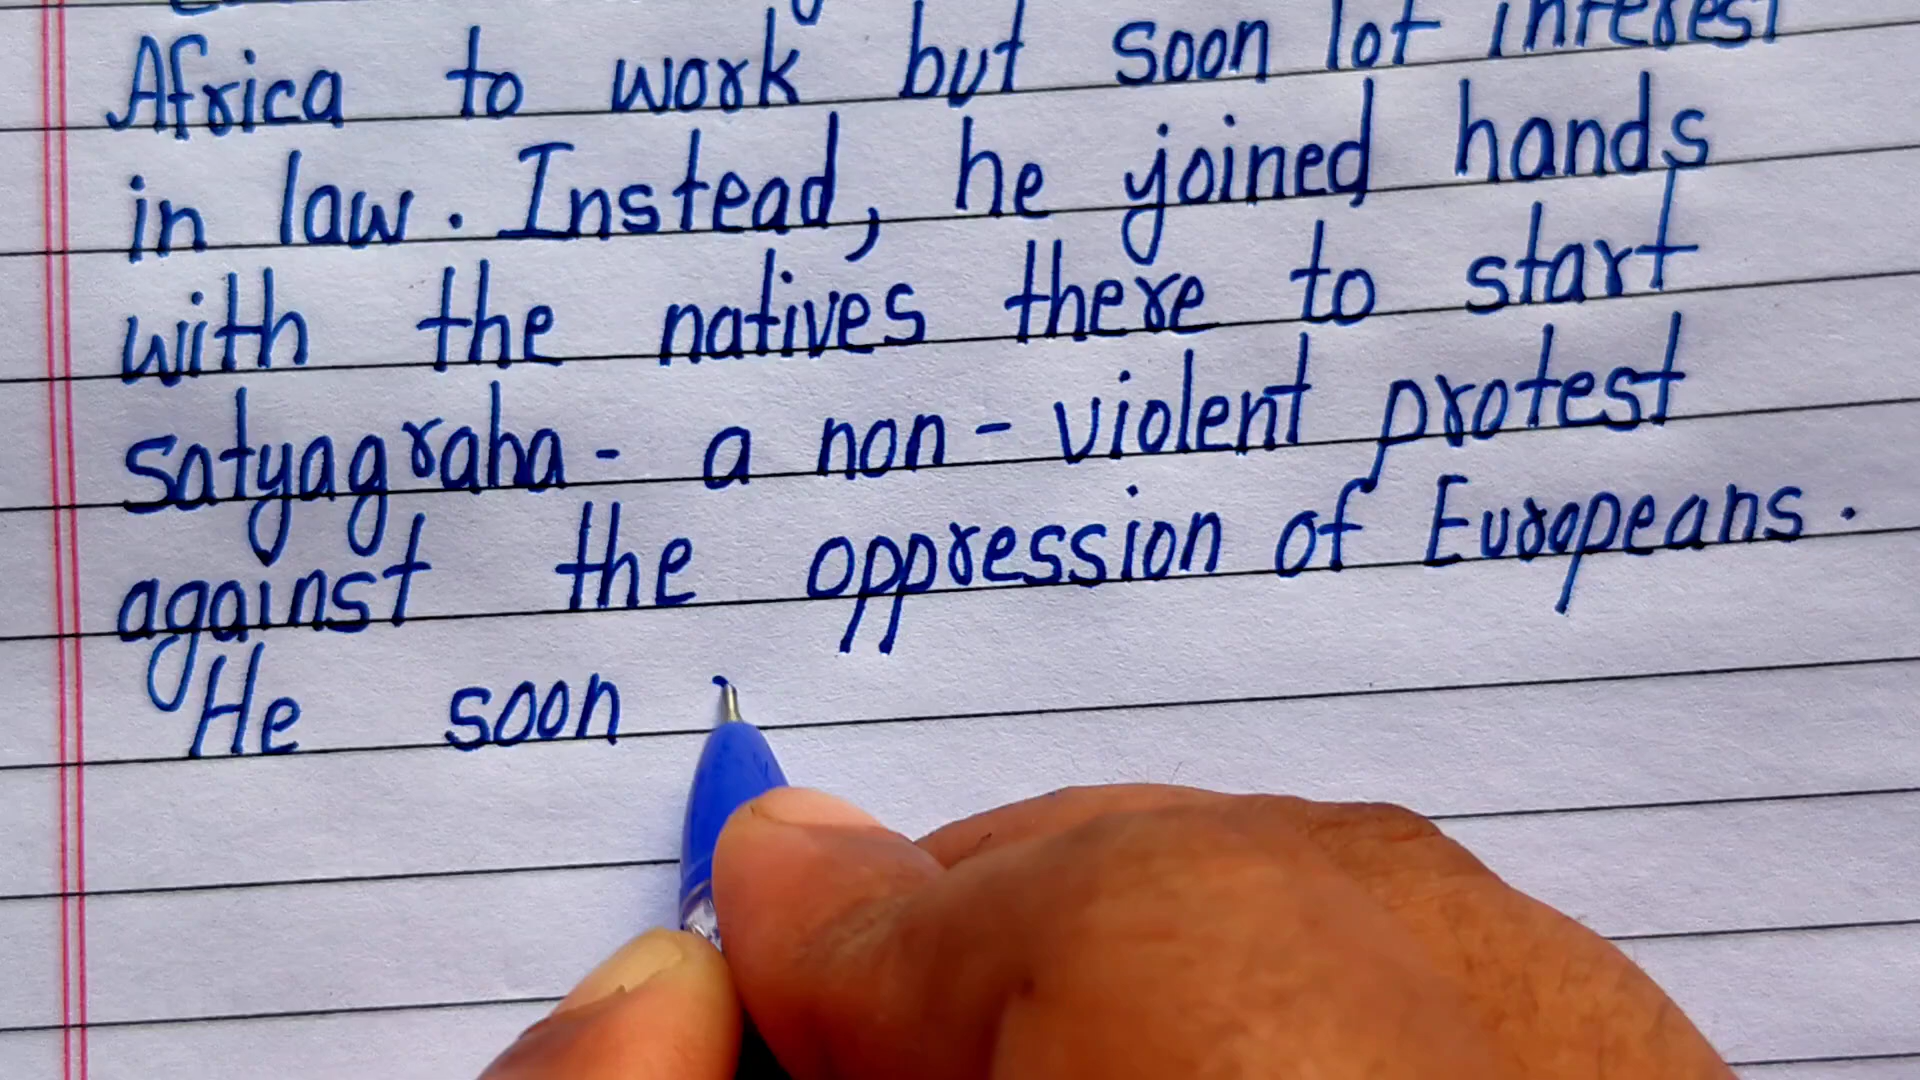 Africa to work but soon lot interest
in law. Instead, he joined hands
with the natives there to start
satyagraha - a non-violent protest
against the oppression of Europeans.
He soon